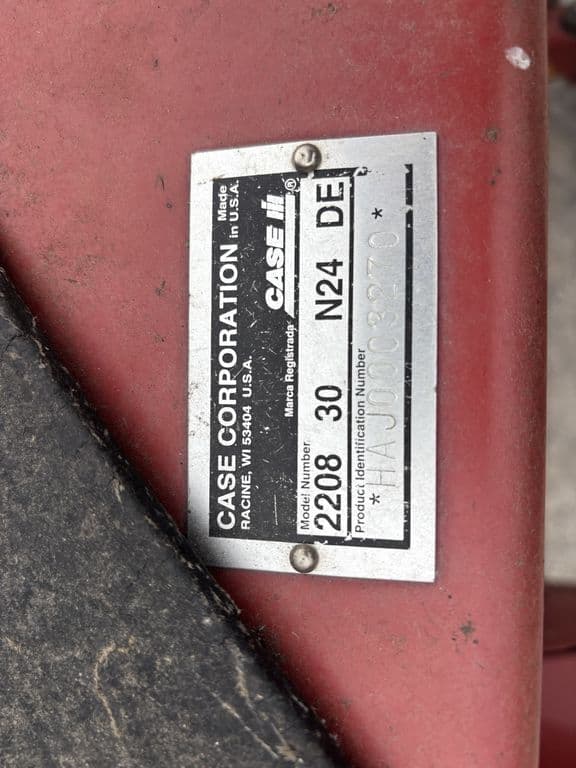 CASE CORPORATION Made in U.S.A.
RACINE, WI 53404 U.S.A.
Marca Registrada CASE IH ®
Model Number
2208 30 N24 DE
Product Identification Number
*HAJ0003270*